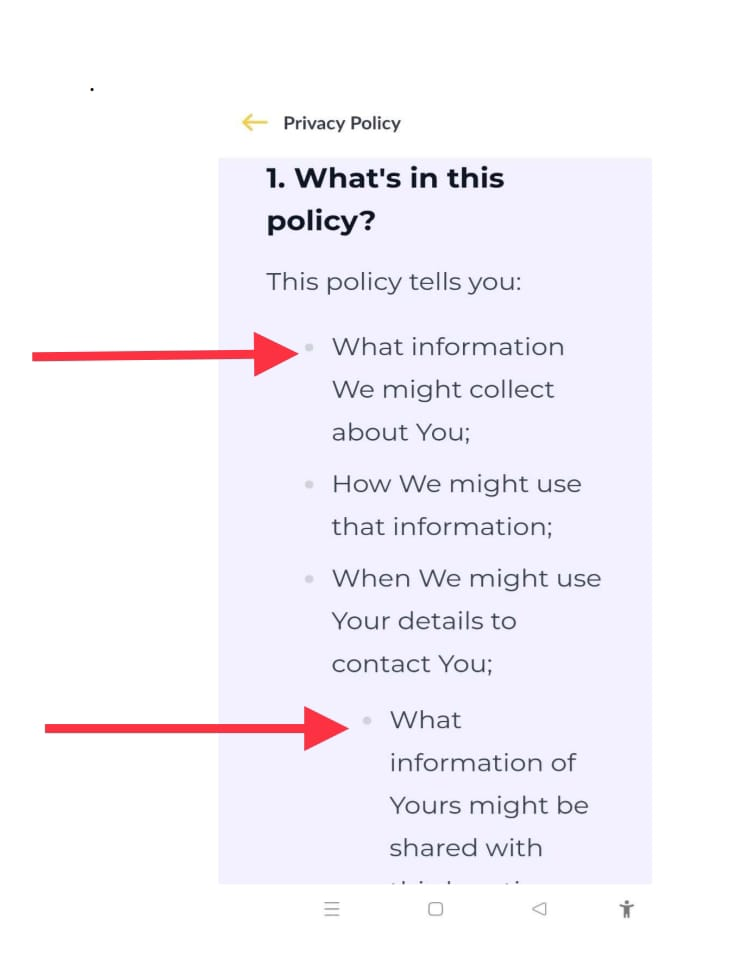 Privacy Policy
1. What's in this
policy?
This policy tells you:
What information
We might collect
about You;
How We might use
that information;
When We might use
Your details to
contact You;
What
information of
Yours might be
shared with